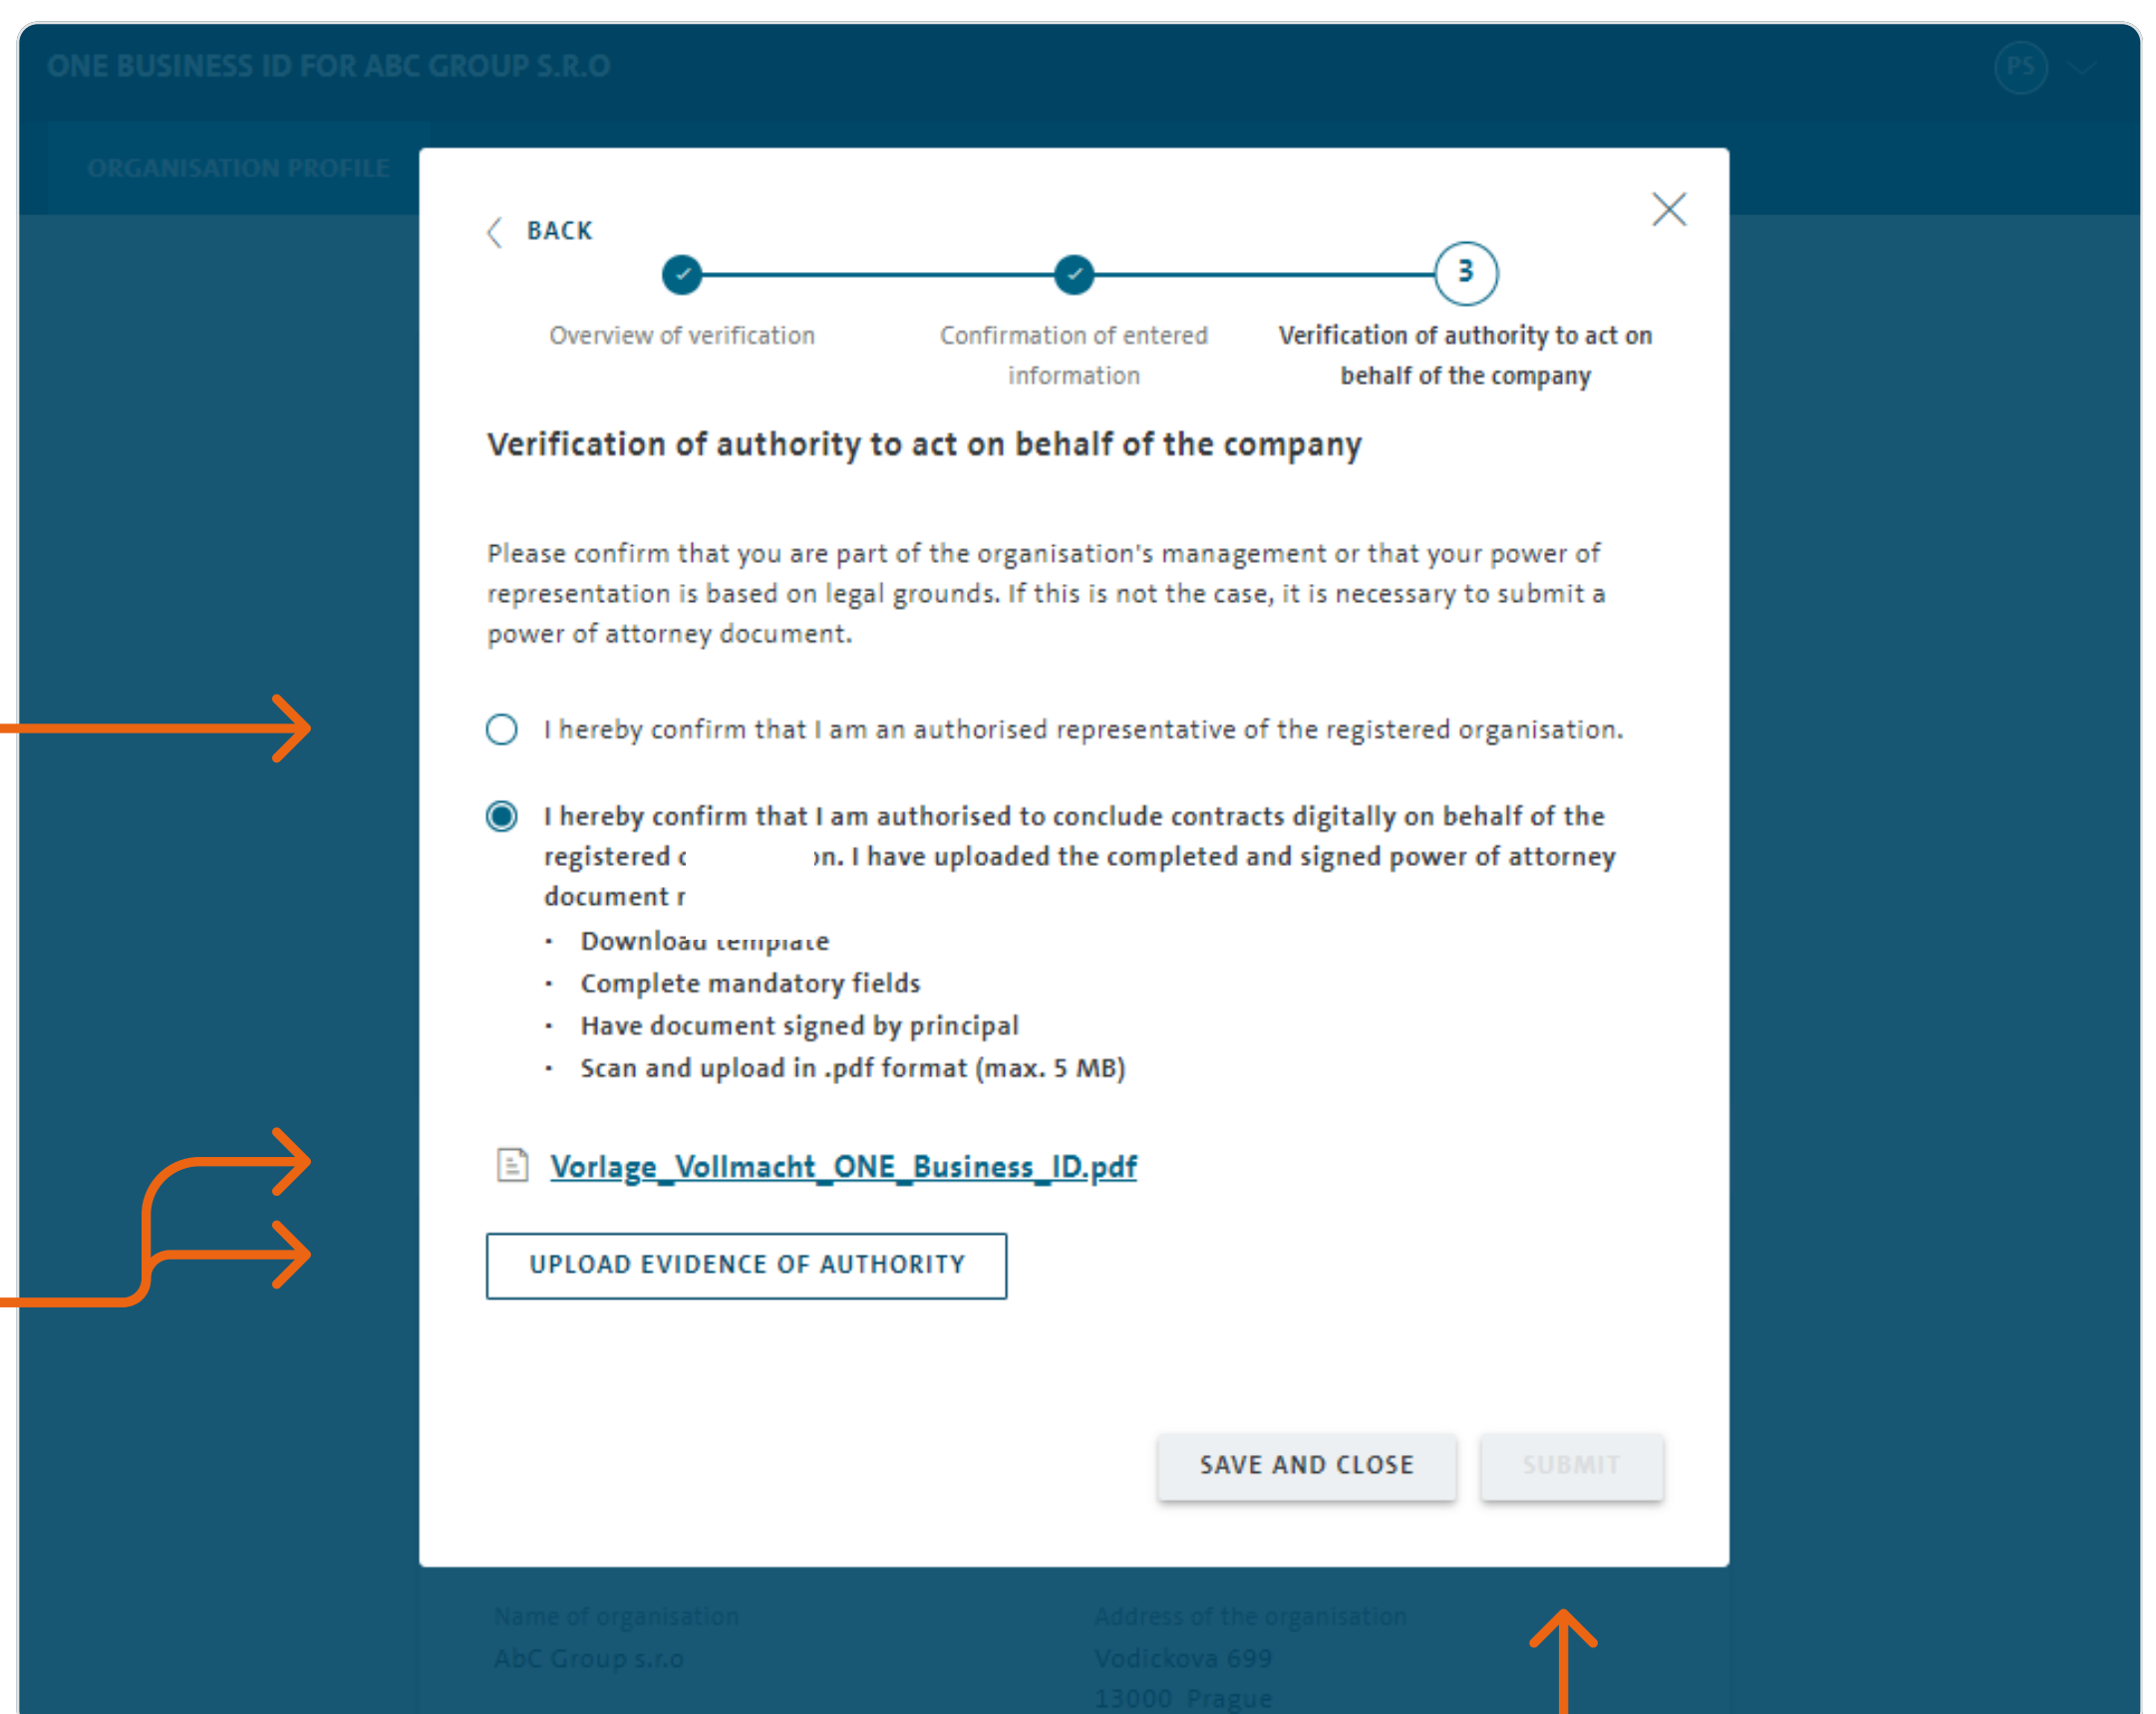 ONE BUSINESS ID FOR ABC GROUP S.R.O
PS
ORGANISATION PROFILE
BACK
3
Overview of verification
Confirmation of entered
information
Verification of authority to act on
behalf of the company
Verification of authority to act on behalf of the company
Please confirm that you are part of the organisation's management or that your power of
representation is based on legal grounds. If this is not the case, it is necessary to submit a
power of attorney document.
I hereby confirm that I am an authorised representative of the registered organisation.
I hereby confirm that I am authorised to conclude contracts digitally on behalf of the
registered I have uploaded the completed and signed power of attorney
document
· Download template
· Complete mandatory fields
· Have document signed by principal
· Scan and upload in .pdf format (max. 5 MB)
Vorlage_Vollmacht_ONE_Business_ID.pdf
UPLOAD EVIDENCE OF AUTHORITY
SAVE AND CLOSE
SUBMIT
Name of organisation
AbC Group s.r.o
Address of the organisation
Vodickova 699
13000 Prague